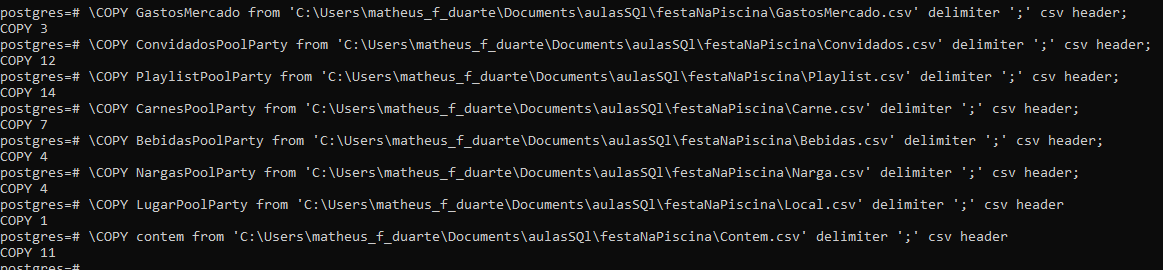 postgres=# \COPY GastosMercado from 'C:\Users\matheus_f_duarte\Documents\aulasSQl\festaNaPiscina\GastosMercado.csv' delimiter ';' csv header;
COPY 3
postgres=# \COPY ConvidadosPoolParty from 'C:\Users\matheus_f_duarte\Documents\aulasSQl\festaNaPiscina\Convidados.csv' delimiter ';' csv header;
COPY 12
postgres=# \COPY PlaylistPoolParty from 'C:\Users\matheus_f_duarte\Documents\aulasSQl\festaNaPiscina\Playlist.csv' delimiter ';' csv header;
COPY 14
postgres=# \COPY CarnesPoolParty from 'C:\Users\matheus_f_duarte\Documents\aulasSQl\festaNaPiscina\Carne.csv' delimiter ';' csv header;
COPY 7
postgres=# \COPY BebidasPoolParty from 'C:\Users\matheus_f_duarte\Documents\aulasSQl\festaNaPiscina\Bebidas.csv' delimiter ';' csv header;
COPY 4
postgres=# \COPY NargasPoolParty from 'C:\Users\matheus_f_duarte\Documents\aulasSQl\festaNaPiscina\Narga.csv' delimiter ';' csv header;
COPY 4
postgres=# \COPY LugarPoolParty from 'C:\Users\matheus_f_duarte\Documents\aulasSQl\festaNaPiscina\Local.csv' delimiter ';' csv header
COPY 1
postgres=# \COPY contem from 'C:\Users\matheus_f_duarte\Documents\aulasSQl\festaNaPiscina\Contem.csv' delimiter ';' csv header
COPY 11
postgres=#